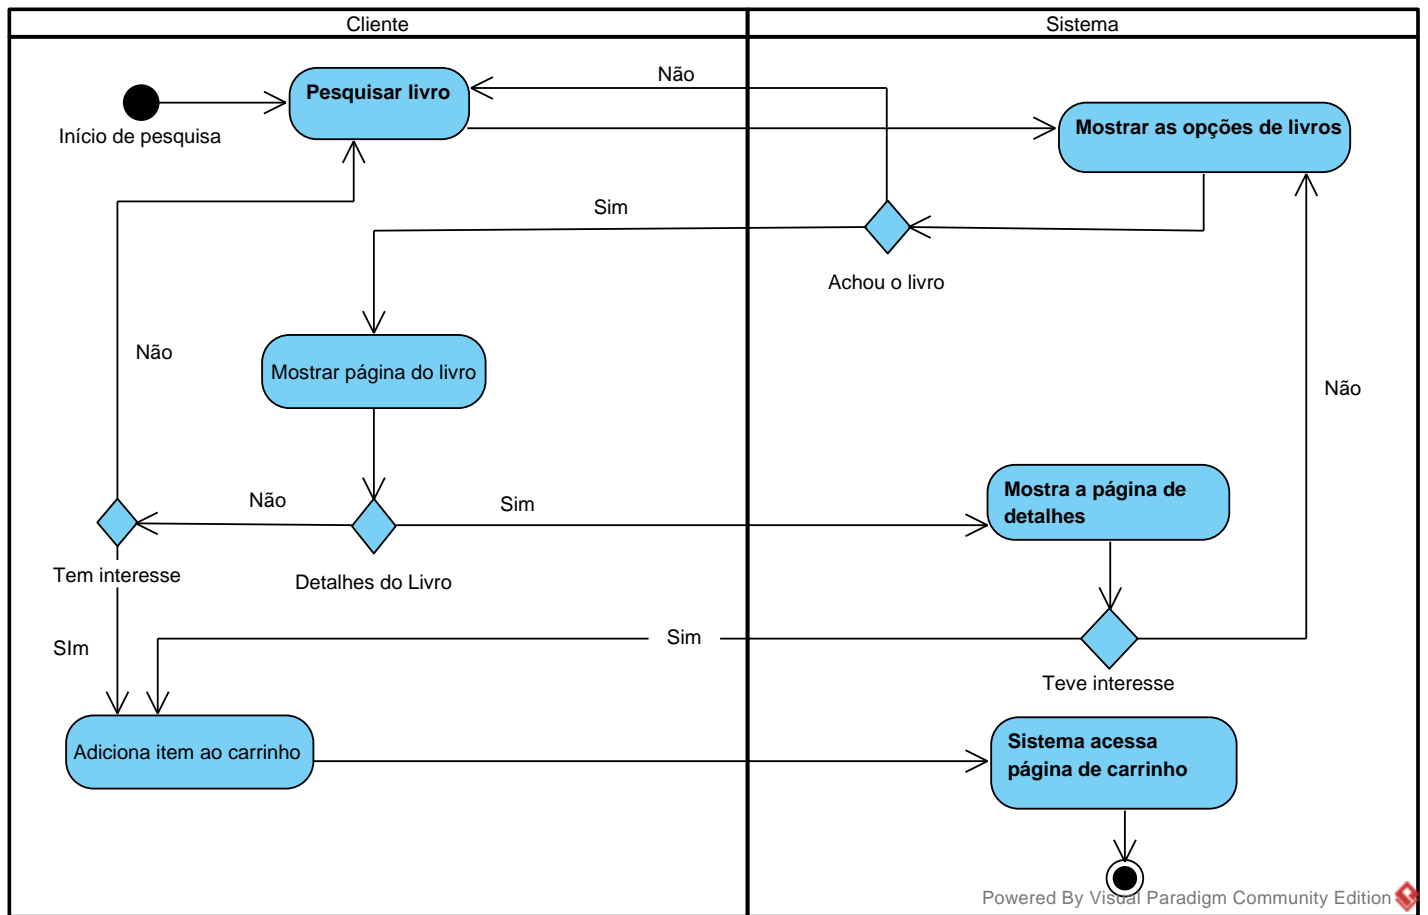 Cliente
Sistema
Não
Pesquisar livro
Mostrar as opções de livros
Início de pesquisa
Sim
Achou o livro
Não
Mostrar página do livro
Não
Mostra a página de
detalhes
Não
Sim
Tem interesse
Detalhes do Livro
SIm
Sim
Teve interesse
Adiciona item ao carrinho
Sistema acessa
página de carrinho
Powered By Visual Paradigm Community Edition